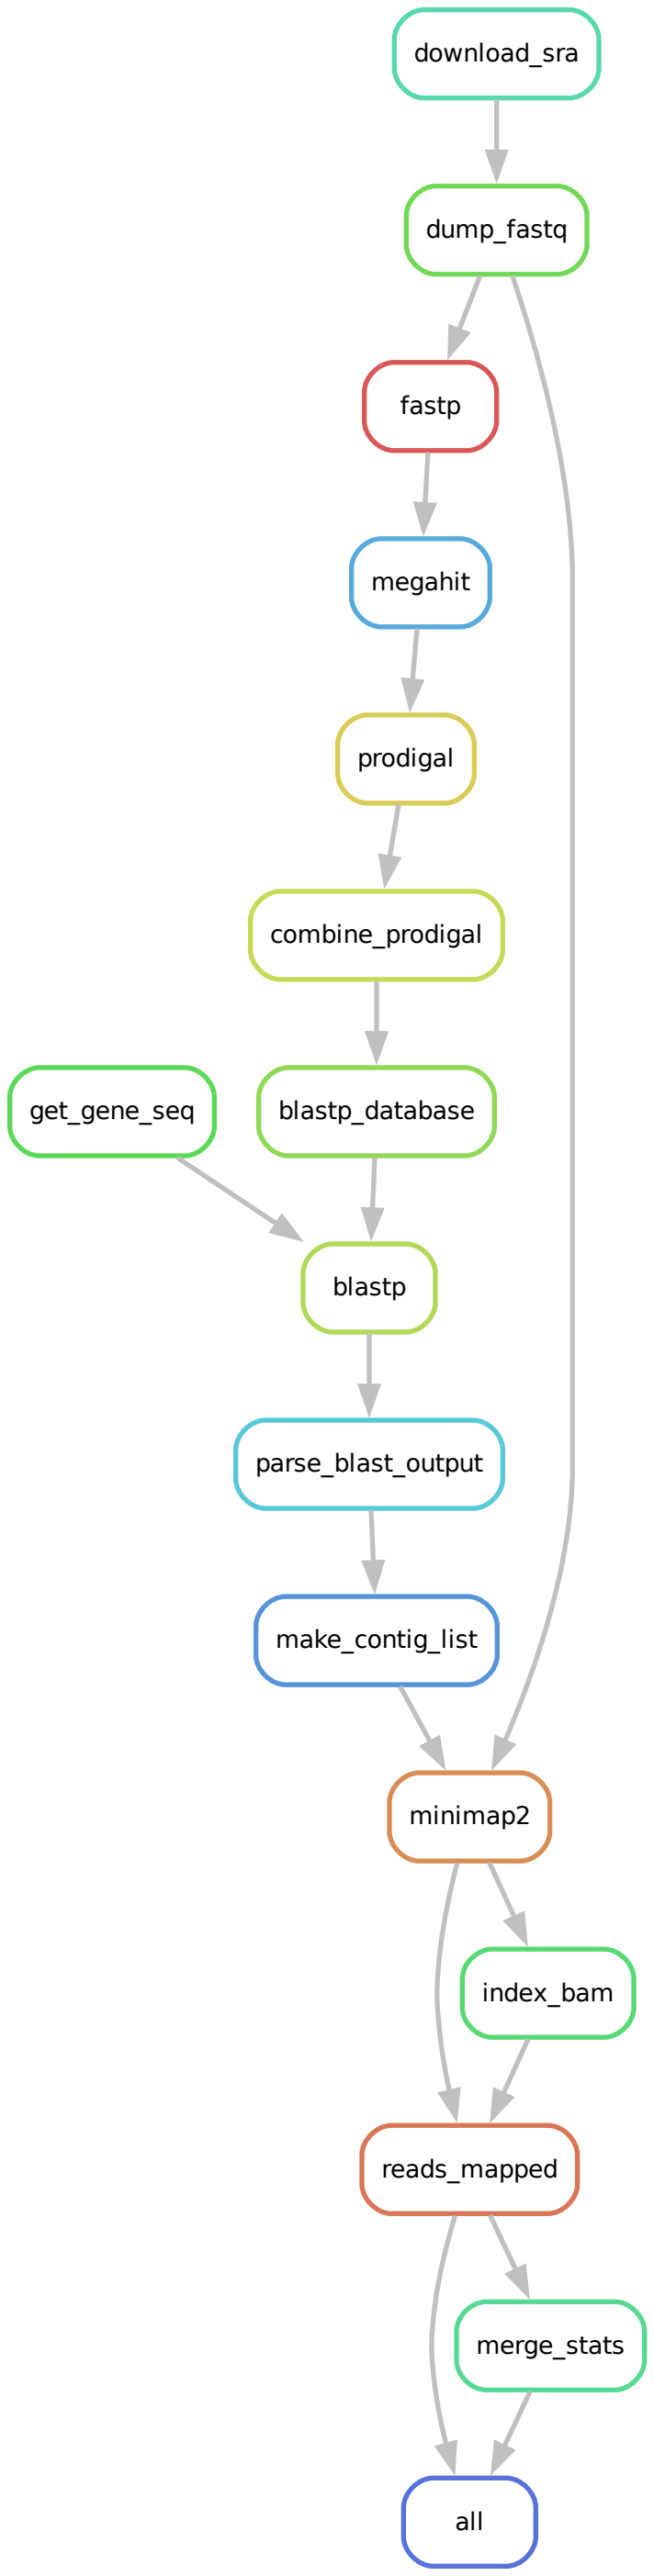 download_sra
dump_fastq
fastp
megahit
prodigal
combine_prodigal
get_gene_seq
blastp_database
blastp
parse_blast_output
make_contig_list
minimap2
index_bam
reads_mapped
merge_stats
all